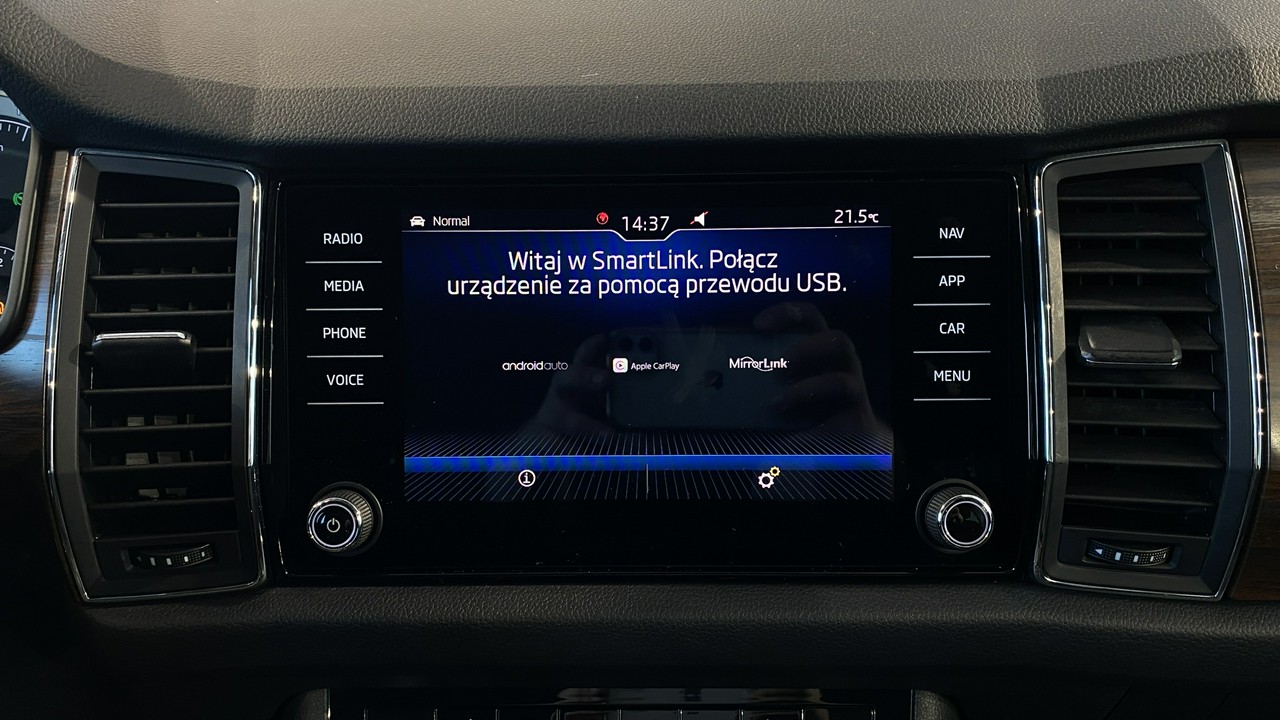 Normal
14:37
21.5°C
Witaj w SmartLink. Połącz
urządzenie za pomocą przewodu USB.
androidauto
Apple CarPlay
MirrorLink
RADIO
MEDIA
PHONE
VOICE
NAV
APP
CAR
MENU